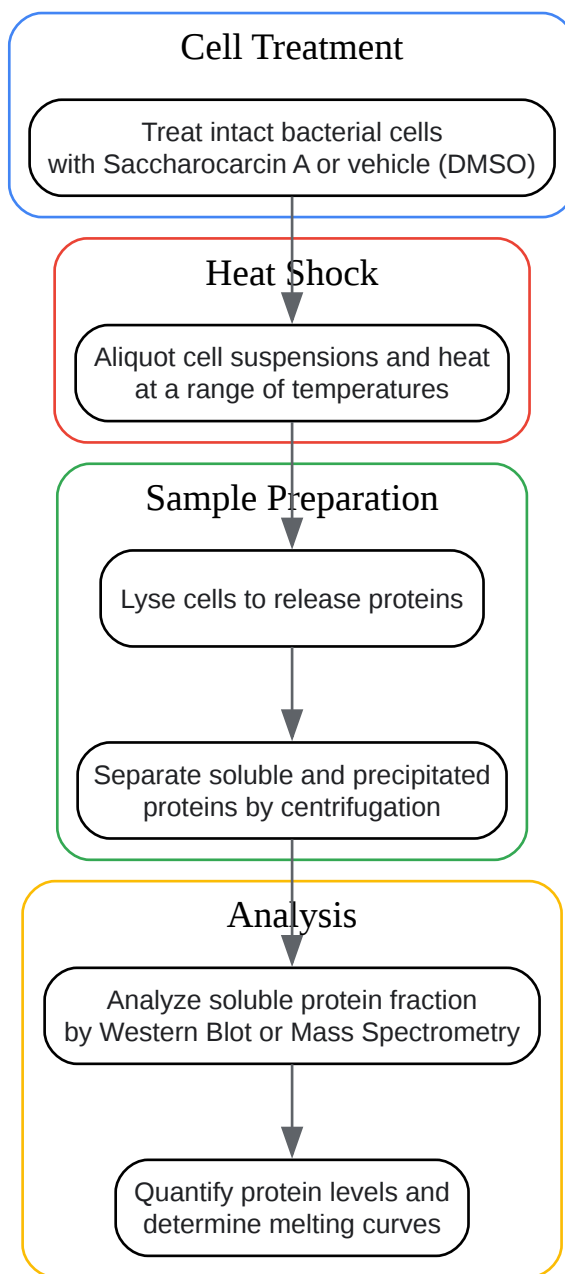 Cell Treatment
Treat intact bacterial cells
with Saccharocarcin A or vehicle (DMSO)
Heat Shock
Aliquot cell suspensions and heat
at a range of temperatures
Sample Preparation
Lyse cells to release proteins
Separate soluble and precipitated
proteins by centrifugation
Analysis
Analyze soluble protein fraction
by Western Blot or Mass Spectrometry
Quantify protein levels and
determine melting curves